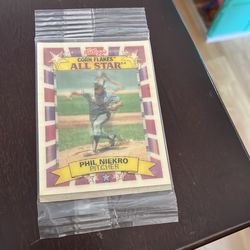 Kellogg's
CORN FLAKES
ALL STAR
PHIL NIEKRO
PITCHER